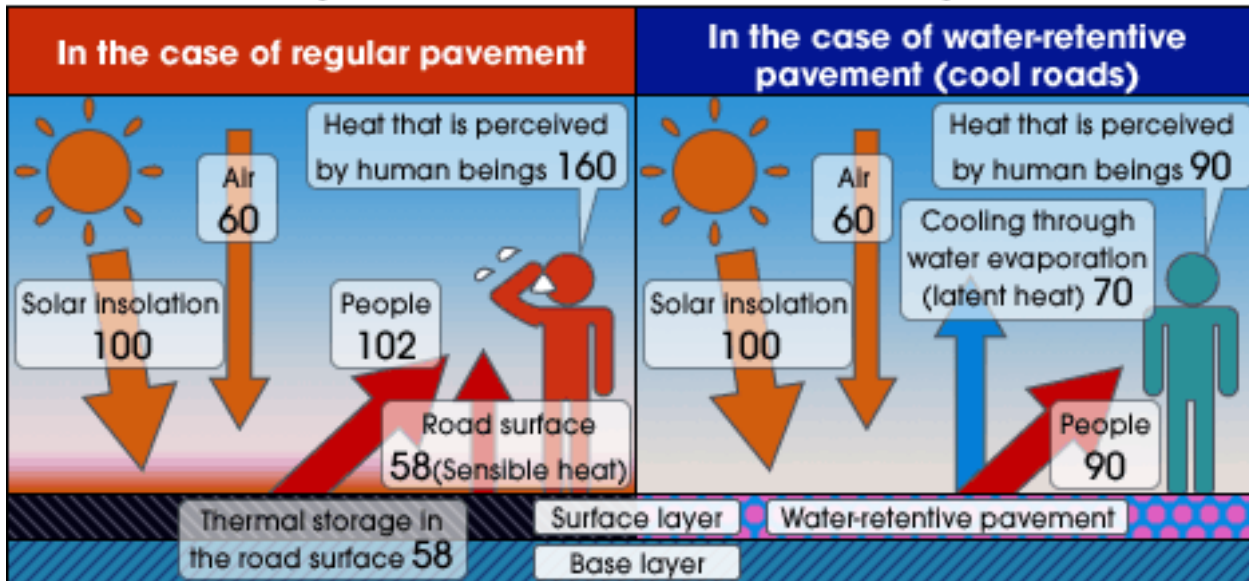 In the case of regular pavement
In the case of water-retentive
pavement (cool roads)
Heat that is perceived
by human beings 160
Air
60
Solar insolation
100
People
102
Road surface
58(Sensible heat)
Thermal storage in
the road surface 58
Heat that is perceived
by human beings 90
Air
60
Cooling through
water evaporation
(latent heat) 70
Solar insolation
100
People
90
Surface layer
Water-retentive pavement
Base layer